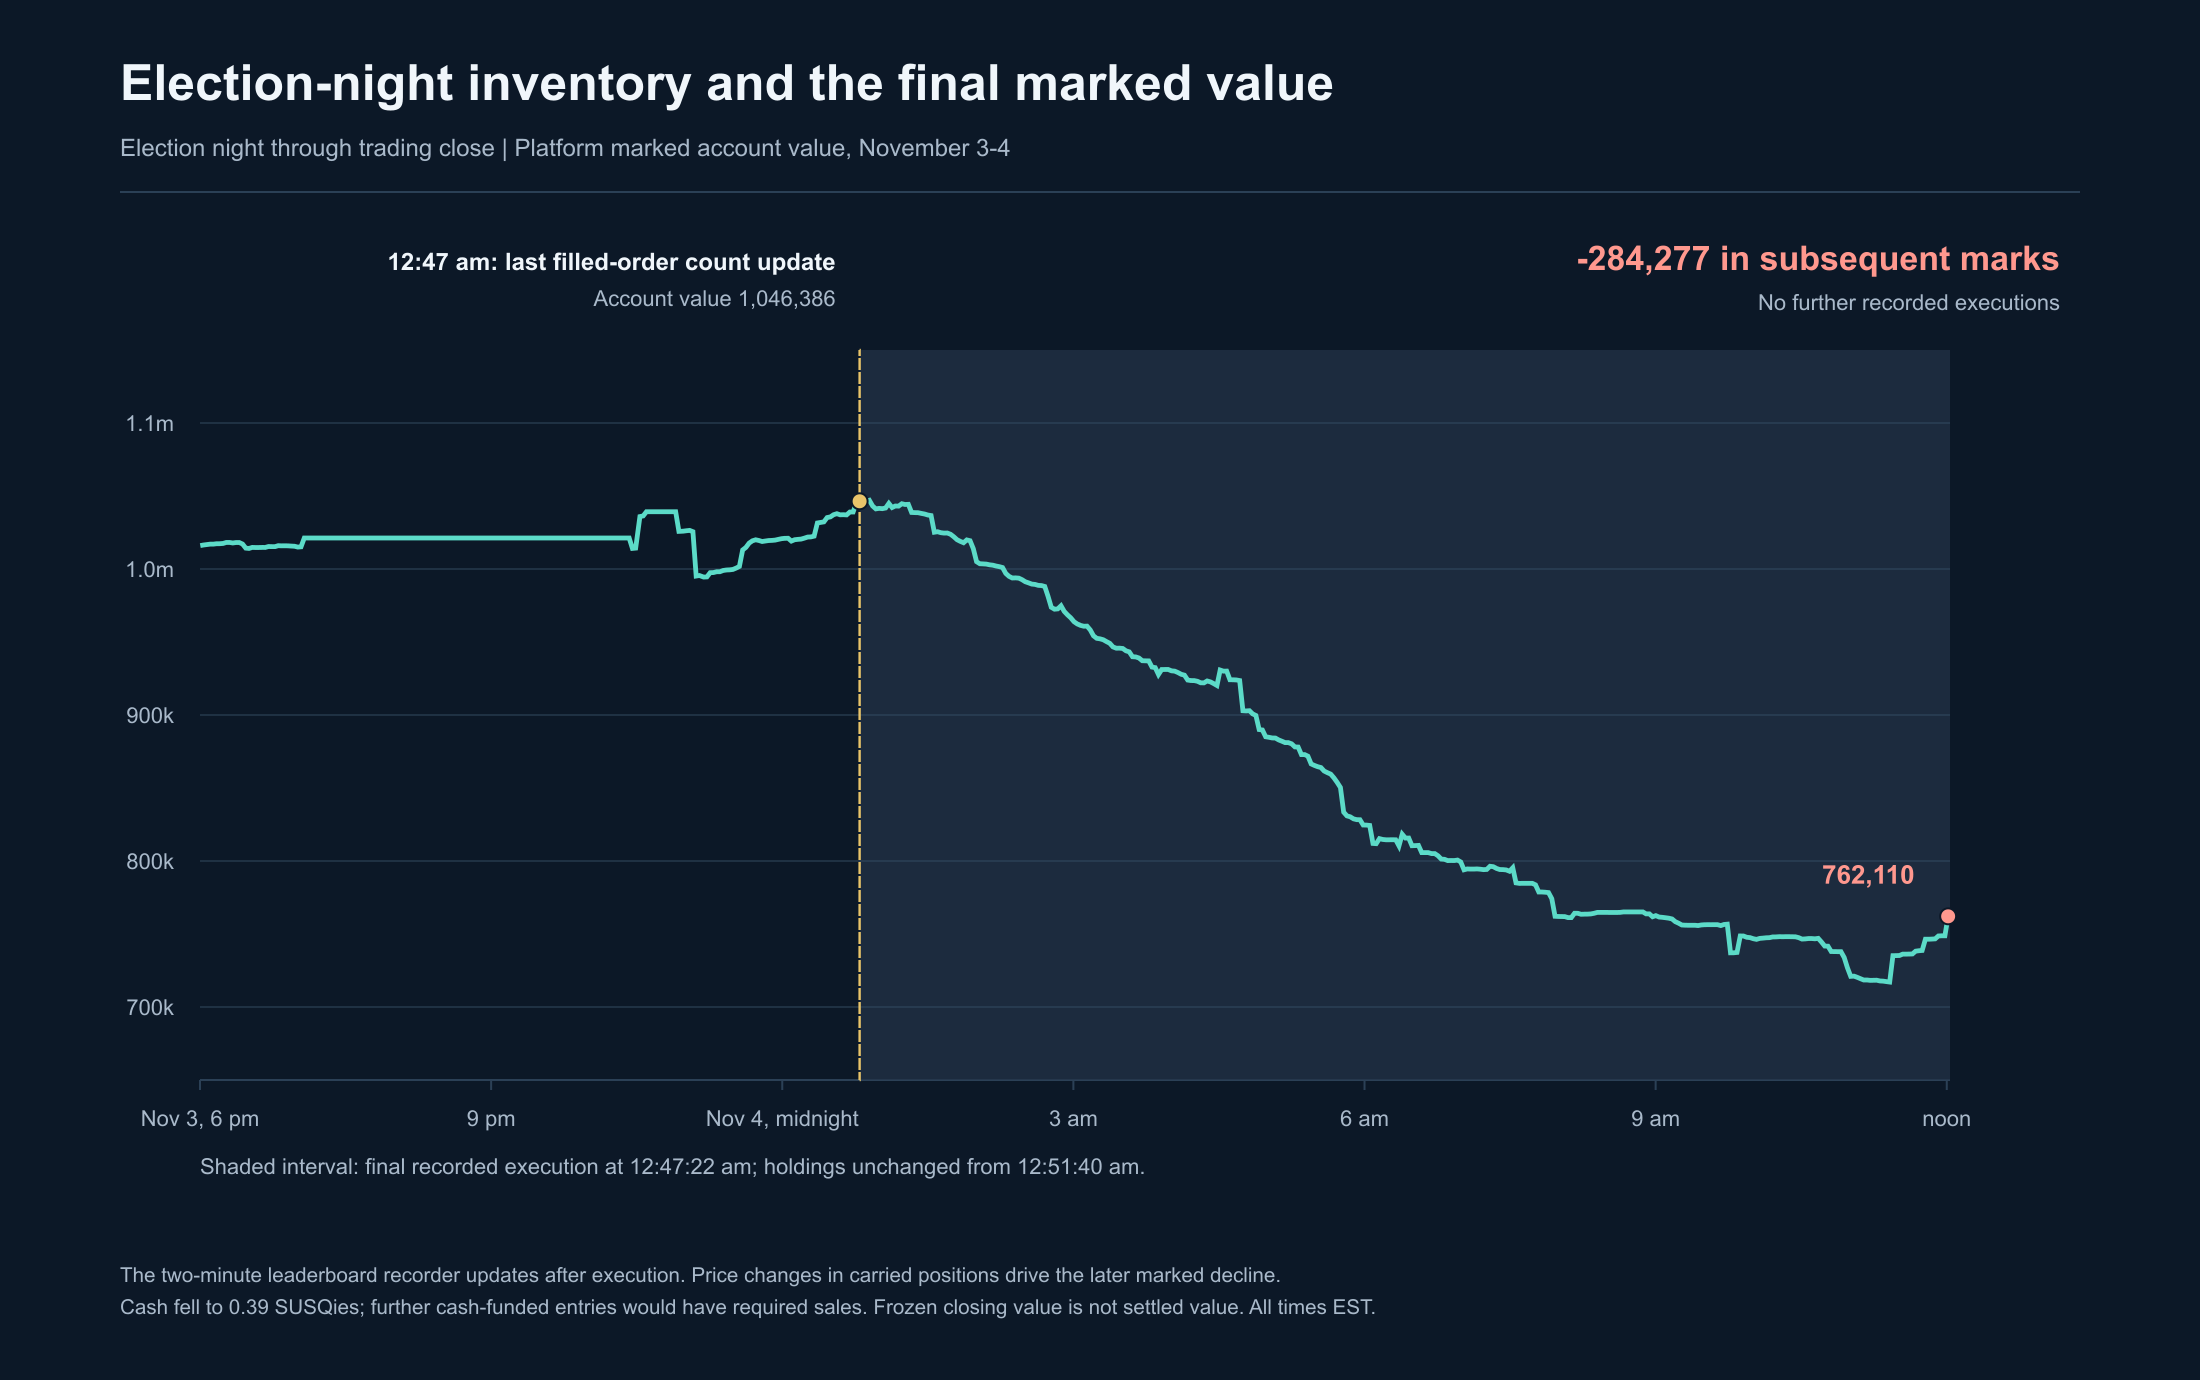 Election-night inventory and the final marked value
Election night through trading close | Platform marked account value, November 3-4
12:47 am: last filled-order count update
Account value 1,046,386
-284,277 in subsequent marks
No further recorded executions
1.1m
1.0m
900k
800k
700k
762,110
Nov 3, 6 pm
9 pm
Nov 4, midnight
3 am
6 am
9 am
noon
Shaded interval: final recorded execution at 12:47:22 am; holdings unchanged from 12:51:40 am.
The two-minute leaderboard recorder updates after execution. Price changes in carried positions drive the later marked decline.
Cash fell to 0.39 SUSQies; further cash-funded entries would have required sales. Frozen closing value is not settled value. All times EST.